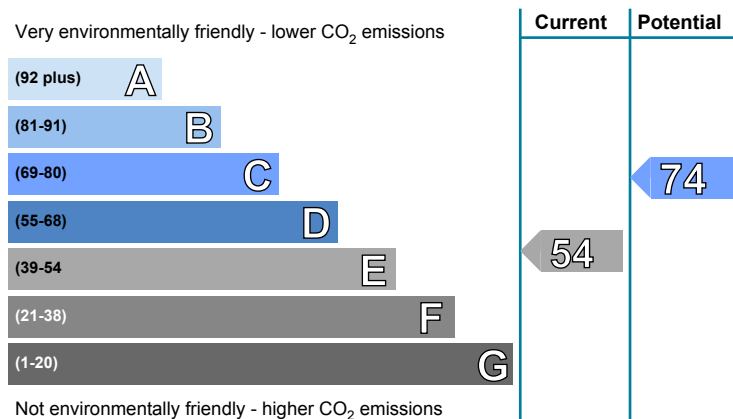 Current Potential
Very environmentally friendly - lower CO₂ emissions
(92 plus) A
(81-91) B
(69-80) C
74
(55-68) D
(39-54 E
54
(21-38) F
(1-20) G
Not environmentally friendly - higher CO₂ emissions